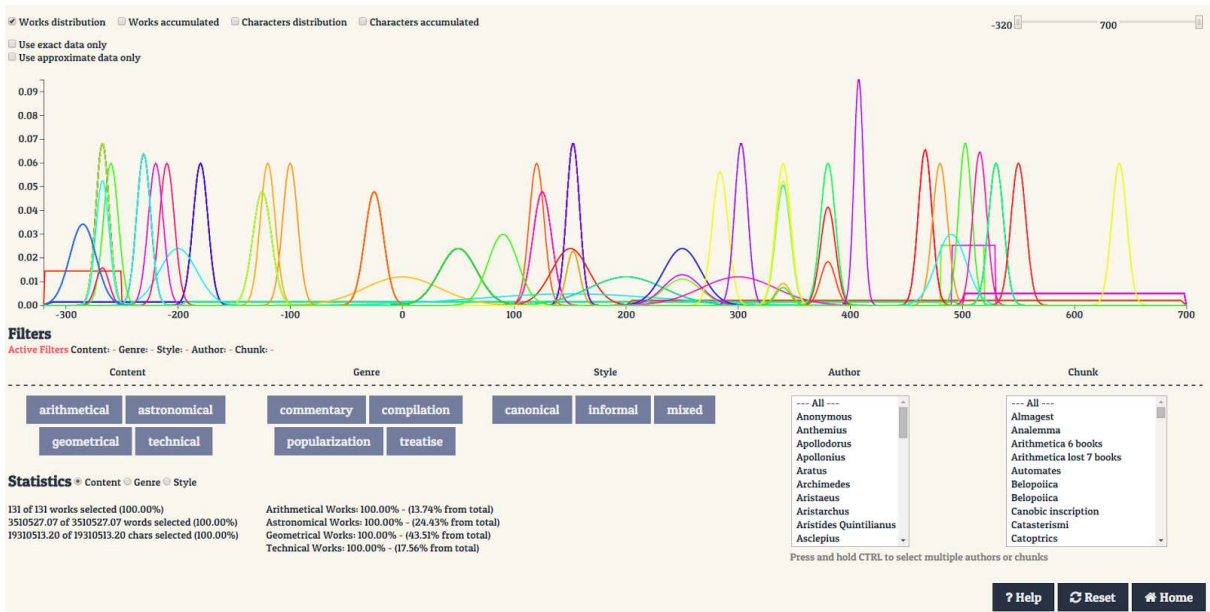 Works distribution Works accumulated Characters distribution Characters accumulated
-320 700
Use exact data only
Use approximate data only
0.09
0.08
0.07
0.06
0.05
0.04
0.03
0.02
0.01
0.00
-300 -200 -100 0 100 200 300 400 500 600 700
Filters
Active Filters Content: - Genre: - Style: - Author: - Chunk: -
Content Genre Style Author Chunk
arithmetical astronomical commentary compilation canonical informal mixed
geometrical technical popularization treatise
--- All ---
Anonymous
Anthemius
Apollodorus
Apollonius
Aratus
Archimedes
Aristaeus
Aristarchus
Aristides Quintilianus
Asclepius
--- All ---
Almagest
Analemma
Arithmetica 6 books
Arithmetica lost 7 books
Automates
Belopoiica
Belopoiica
Canobic inscription
Catasterismi
Catoptrics
Statistics Content Genre Style
131 of 131 works selected (100.00%)
3510527.07 of 3510527.07 words selected (100.00%)
19310513.20 of 19310513.20 chars selected (100.00%)
Arithmetical Works: 100.00% - (13.74% from total)
Astronomical Works: 100.00% - (24.43% from total)
Geometrical Works: 100.00% - (43.51% from total)
Technical Works: 100.00% - (17.56% from total)
Press and hold CTRL to select multiple authors or chunks
? Help Reset Home